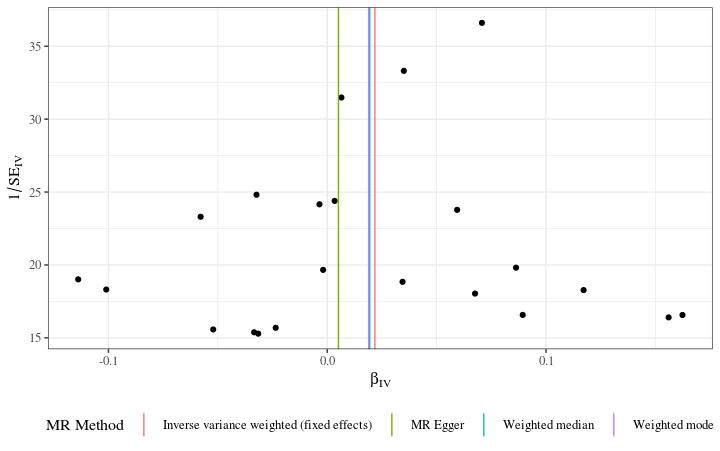 35
30
25
20
15
1/SE_IV
-0.1
0.0
0.1
β_IV
MR Method
Inverse variance weighted (fixed effects)
MR Egger
Weighted median
Weighted mode